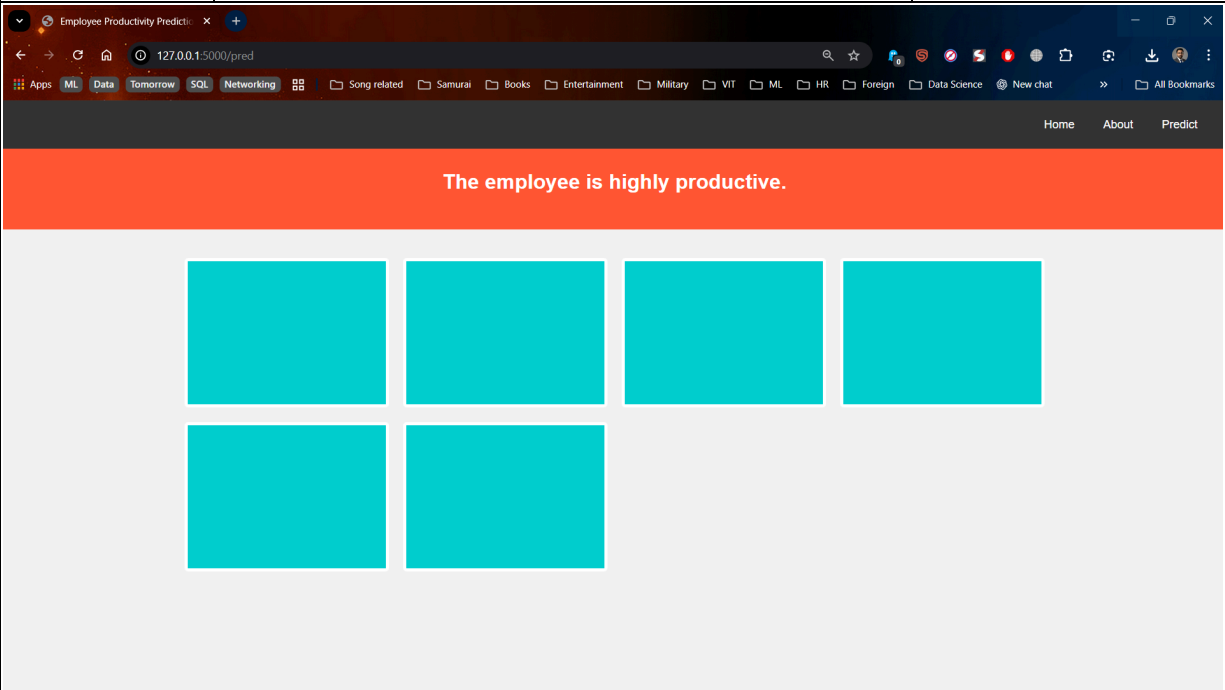 Employee Productivity Predictic
127.0.0.1:5000/pred
Apps ML Data Tomorrow SQL Networking Song related Samurai Books Entertainment Military VIT ML HR Foreign Data Science New chat » All Bookmarks
Home About Predict
The employee is highly productive.